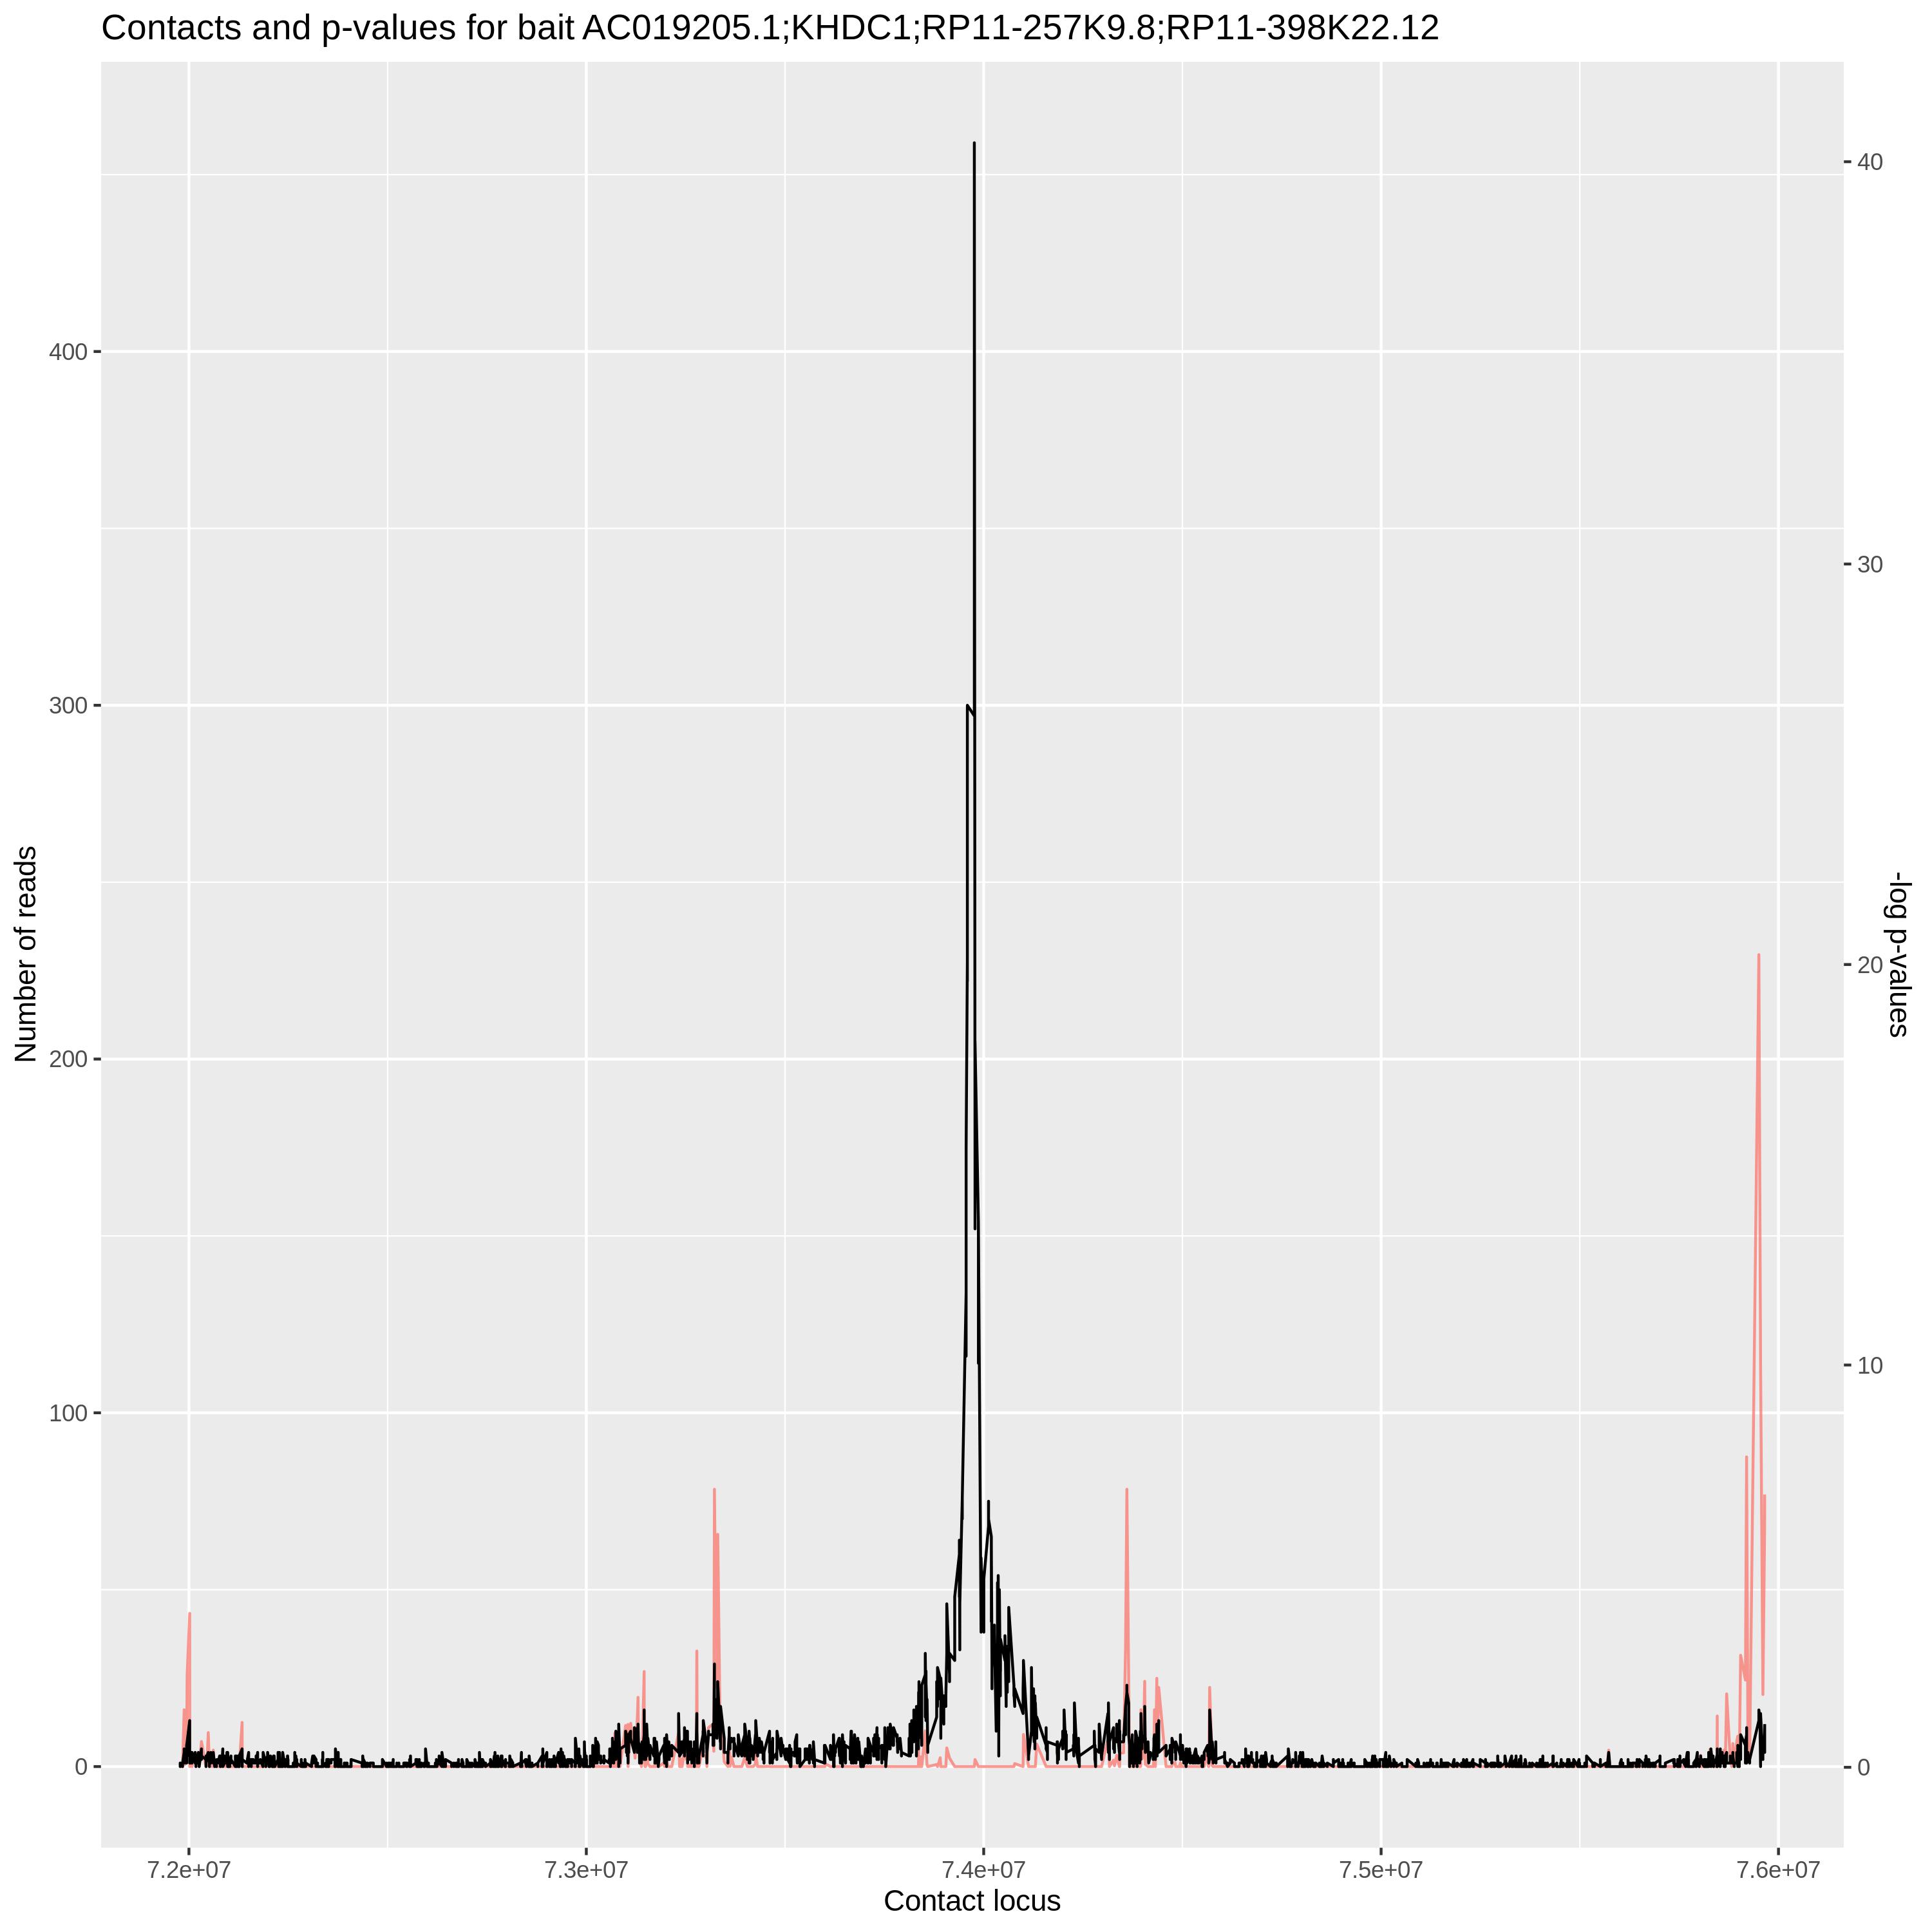 Contacts and p-values for bait AC019205.1;KHDC1;RP11-257K9.8;RP11-398K22.12
40
400
30
300
Number of reads
-log p-values
20
200
10
100
0
0
7.2e+07 7.3e+07 7.4e+07 7.5e+07 7.6e+07
Contact locus